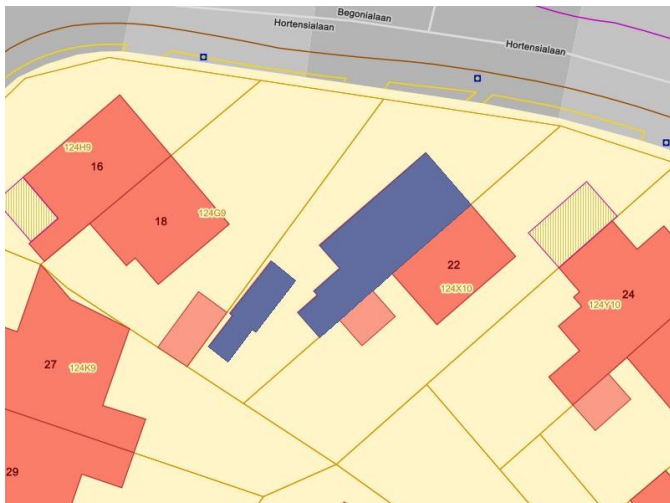 Begonialaan
Hortensialaan
Hortensialaan
124H9
16
18
124G9
22
124X10
24
124Y10
27
124K9
29